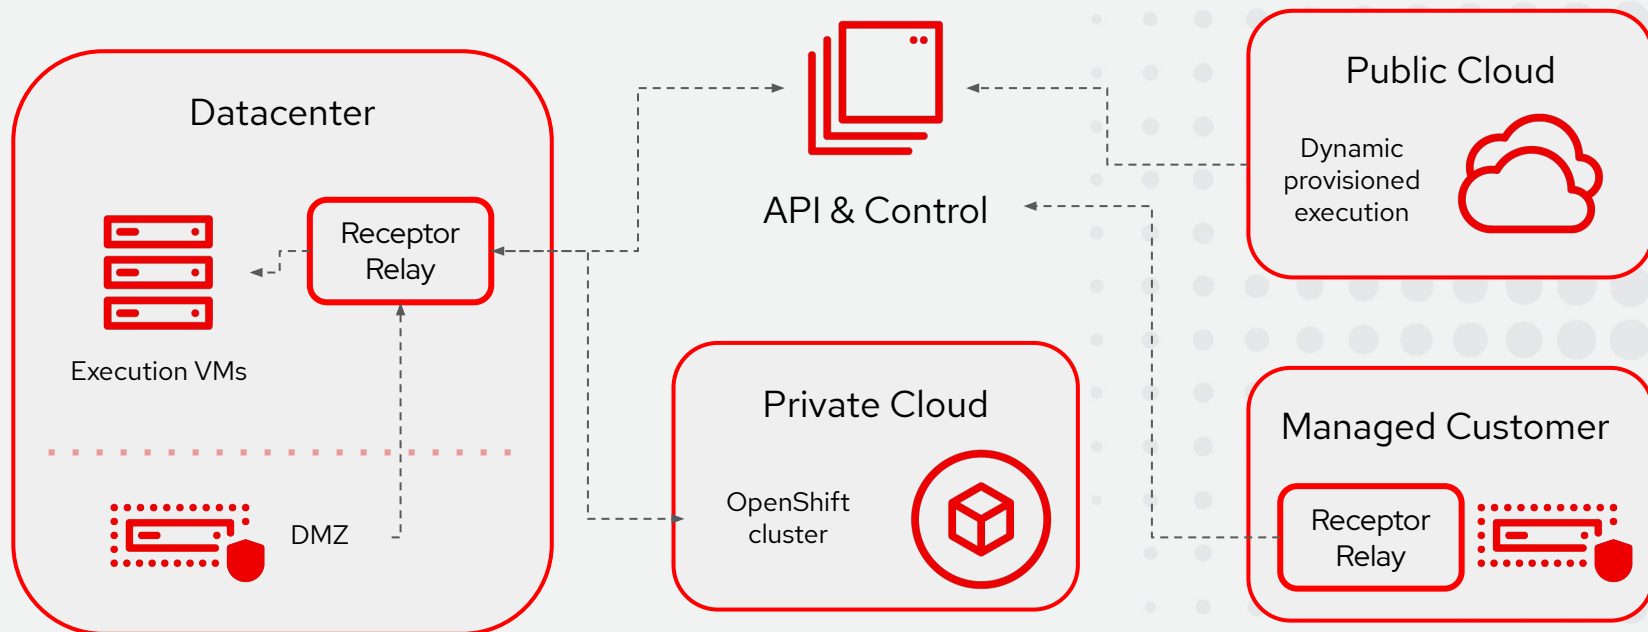 Datacenter
Receptor
Relay
Execution VMs
DMZ
API & Control
Private Cloud
OpenShift
cluster
Public Cloud
Dynamic
provisioned
execution
Managed Customer
Receptor
Relay